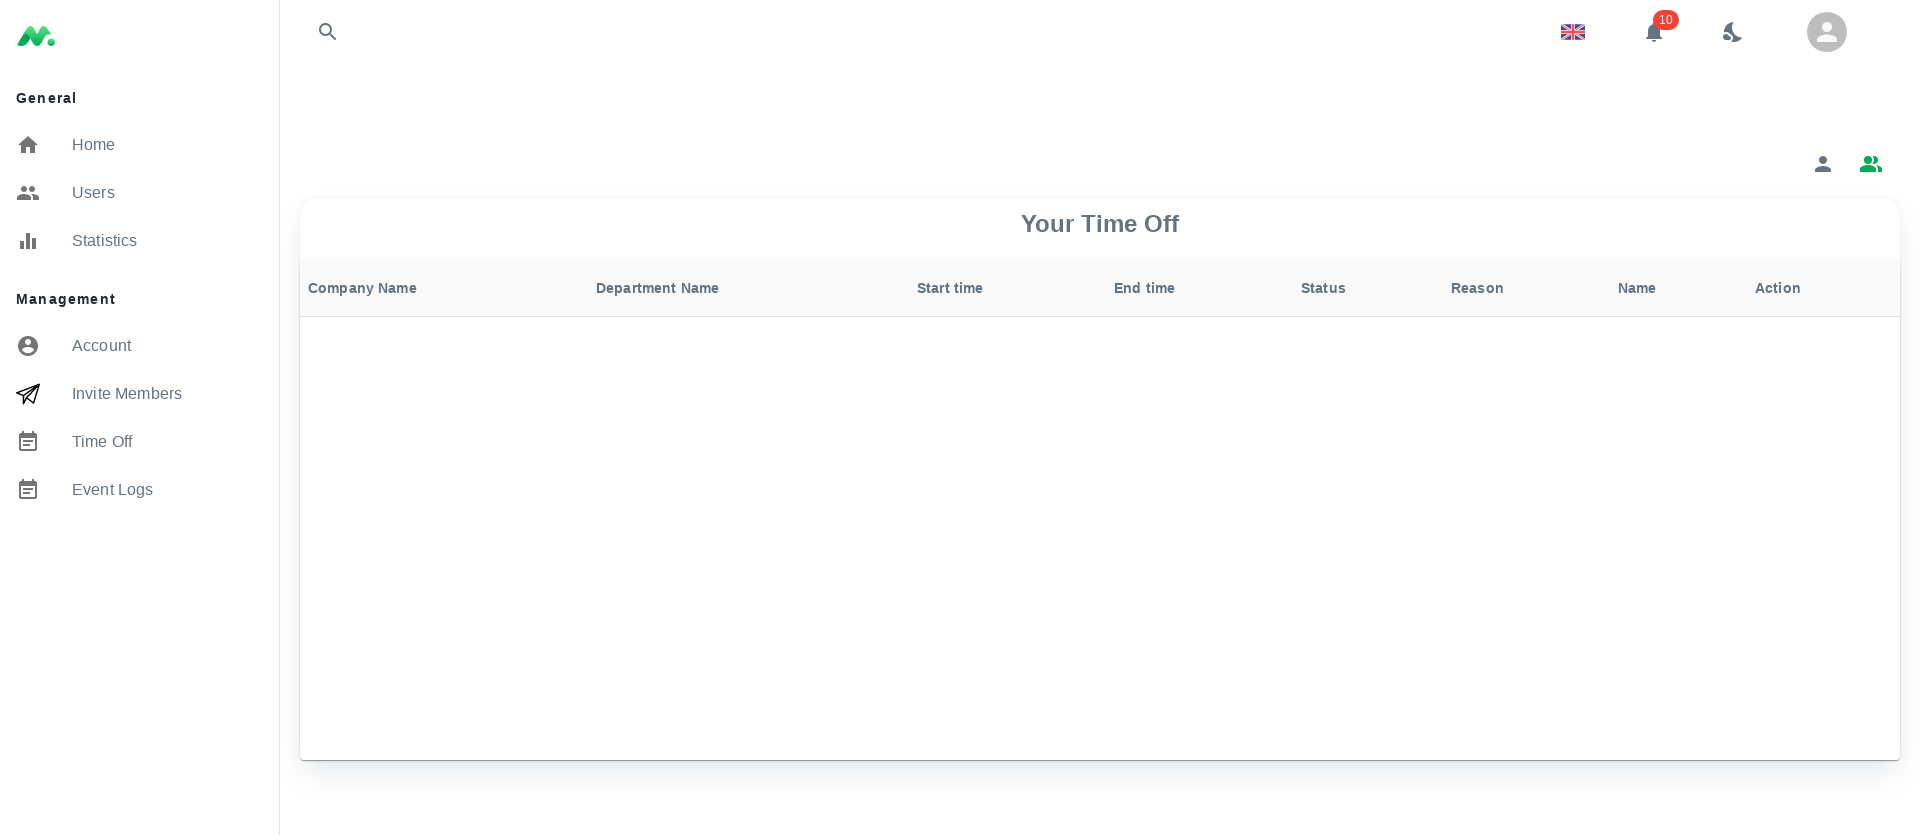 10
General
Home
Users
Statistics
Your Time Off
Company Name Department Name Start time End time Status Reason Name Action
Management
Account
Invite Members
Time Off
Event Logs